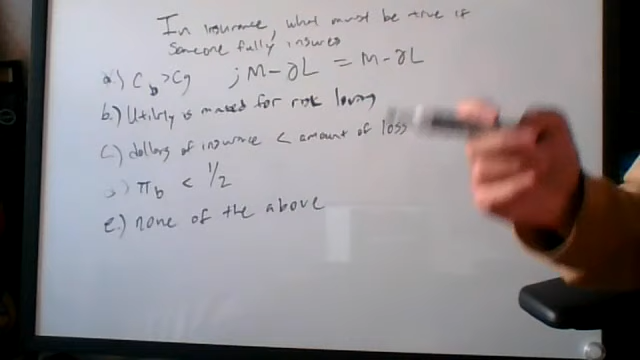 In insurance, what must be true if
someone fully insures
a.) C_b > C_g ; M - γL = M - γL
b.) Utility is maxed for risk loving
c.) dollars of insurance < amount of loss
d.) π_b < 1/2
e.) none of the above